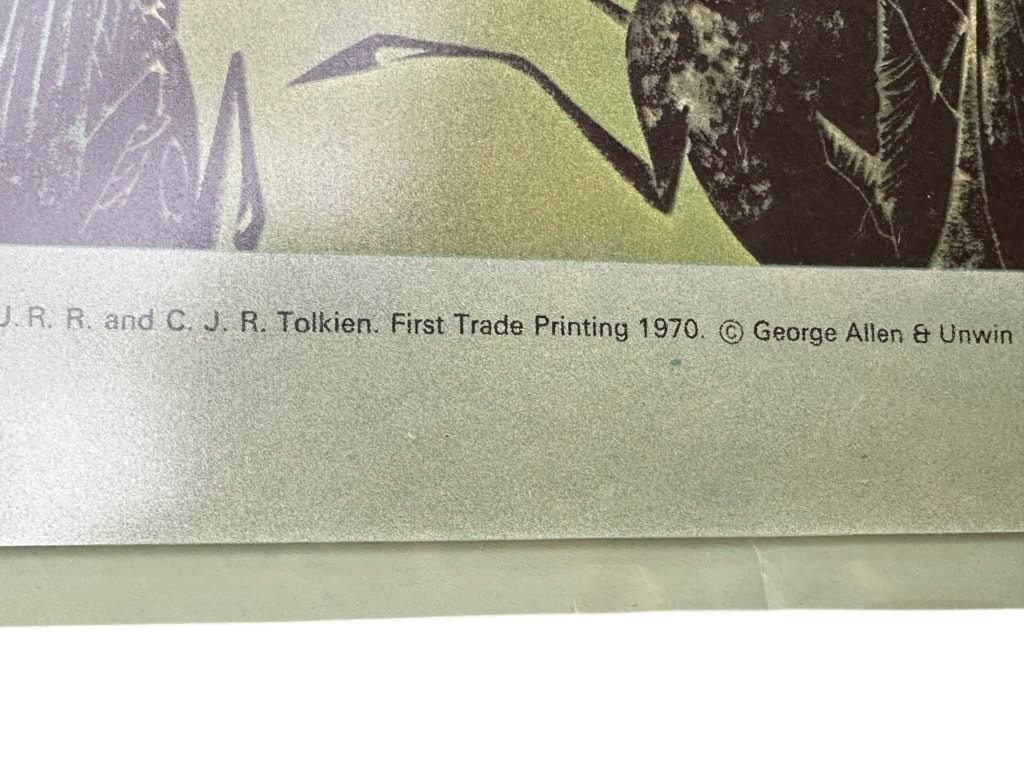 J. R. R. and C. J. R. Tolkien. First Trade Printing 1970. © George Allen & Unwin